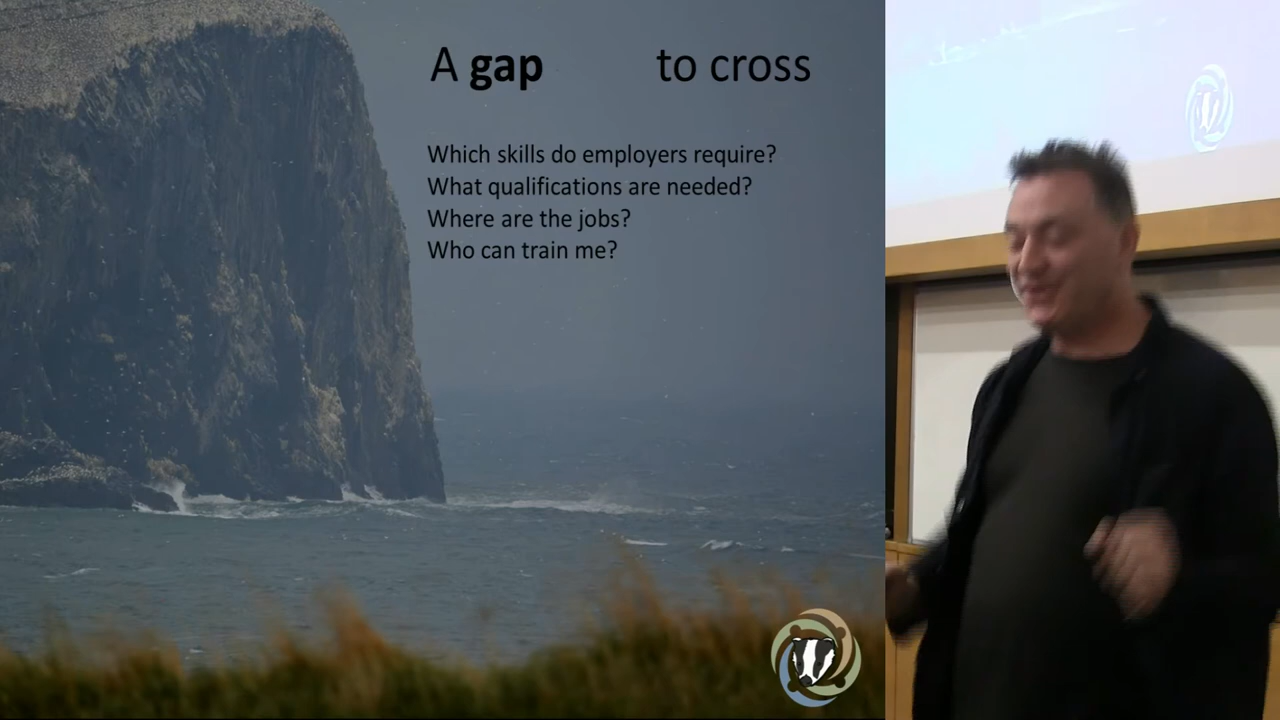 A gap to cross
Which skills do employers require?
What qualifications are needed?
Where are the jobs?
Who can train me?